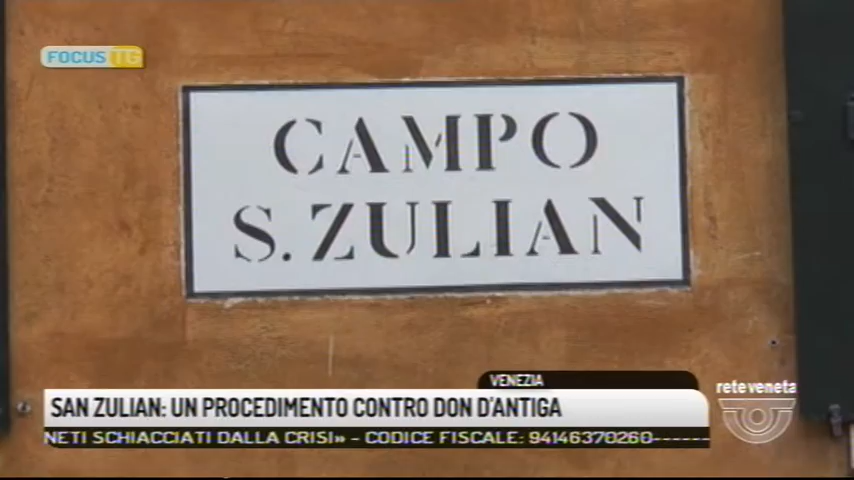 FOCUS TG
CAMPO
S. ZULIAN
VENEZIA
SAN ZULIAN: UN PROCEDIMENTO CONTRO DON D'ANTIGA
rete veneta
NETI SCHIACCIATI DALLA CRISI» - CODICE FISCALE: 94146370260------